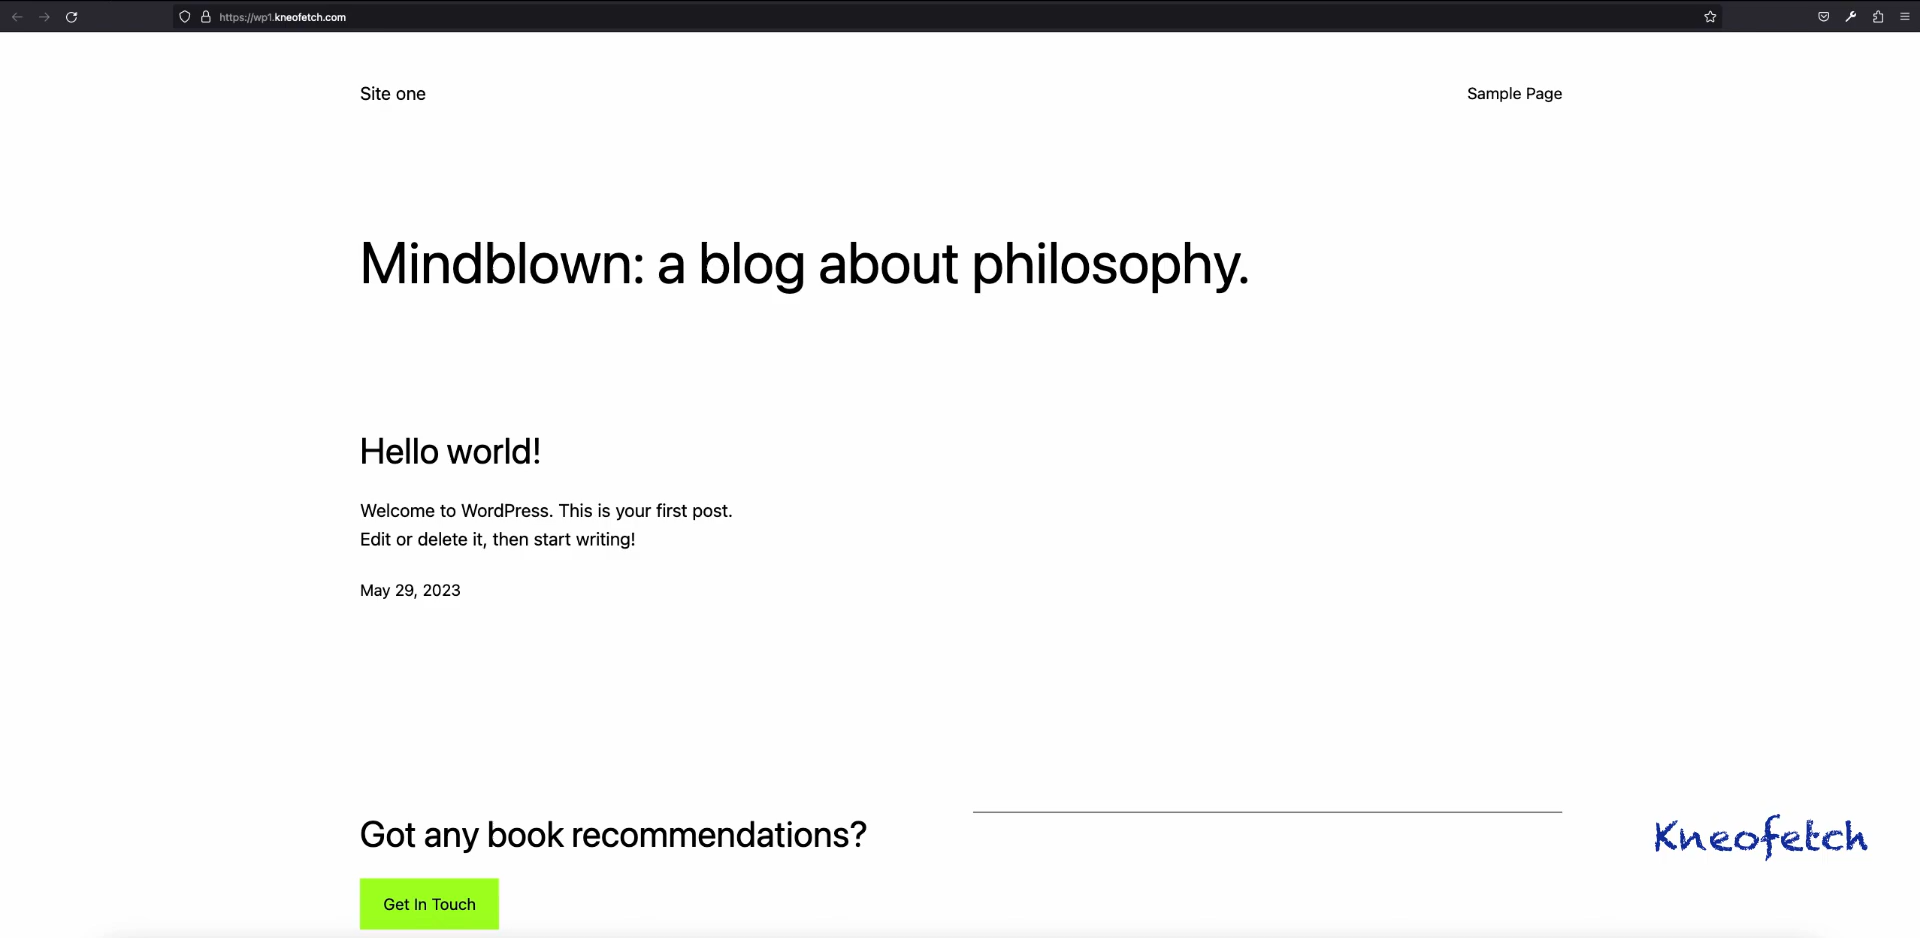 https://wp1.kneofetch.com
Site one
Sample Page
Mindblown: a blog about philosophy.
Hello world!
Welcome to WordPress. This is your first post.
Edit or delete it, then start writing!
May 29, 2023
Got any book recommendations?
Kneofetch
Get In Touch